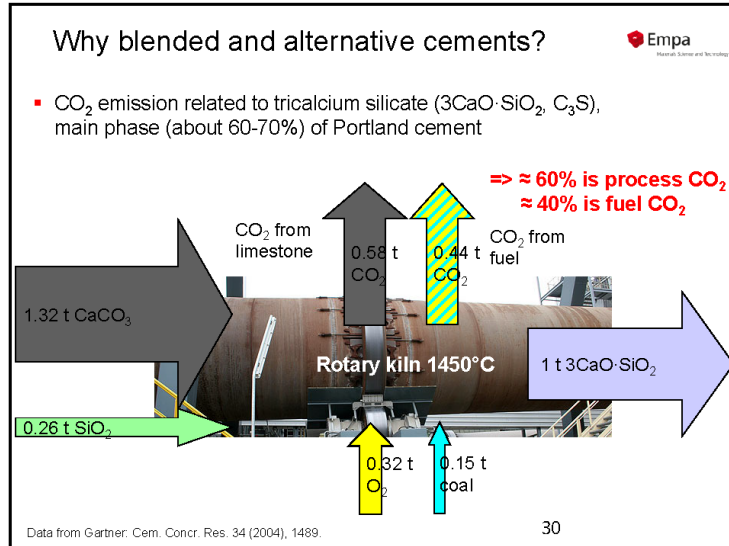 Why blended and alternative cements?
Empa
Materials Science and Technology
CO₂ emission related to tricalcium silicate (3CaO·SiO₂, C₃S),
main phase (about 60-70%) of Portland cement
=> ≈ 60% is process CO₂
≈ 40% is fuel CO₂
CO₂ from
limestone
0.58 t
CO₂
0.44 t
CO₂
CO₂ from
fuel
1.32 t CaCO₃
Rotary kiln 1450°C
1 t 3CaO·SiO₂
0.26 t SiO₂
0.32 t
O₂
0.15 t
coal
Data from Gartner: Cem. Concr. Res. 34 (2004), 1489.
30